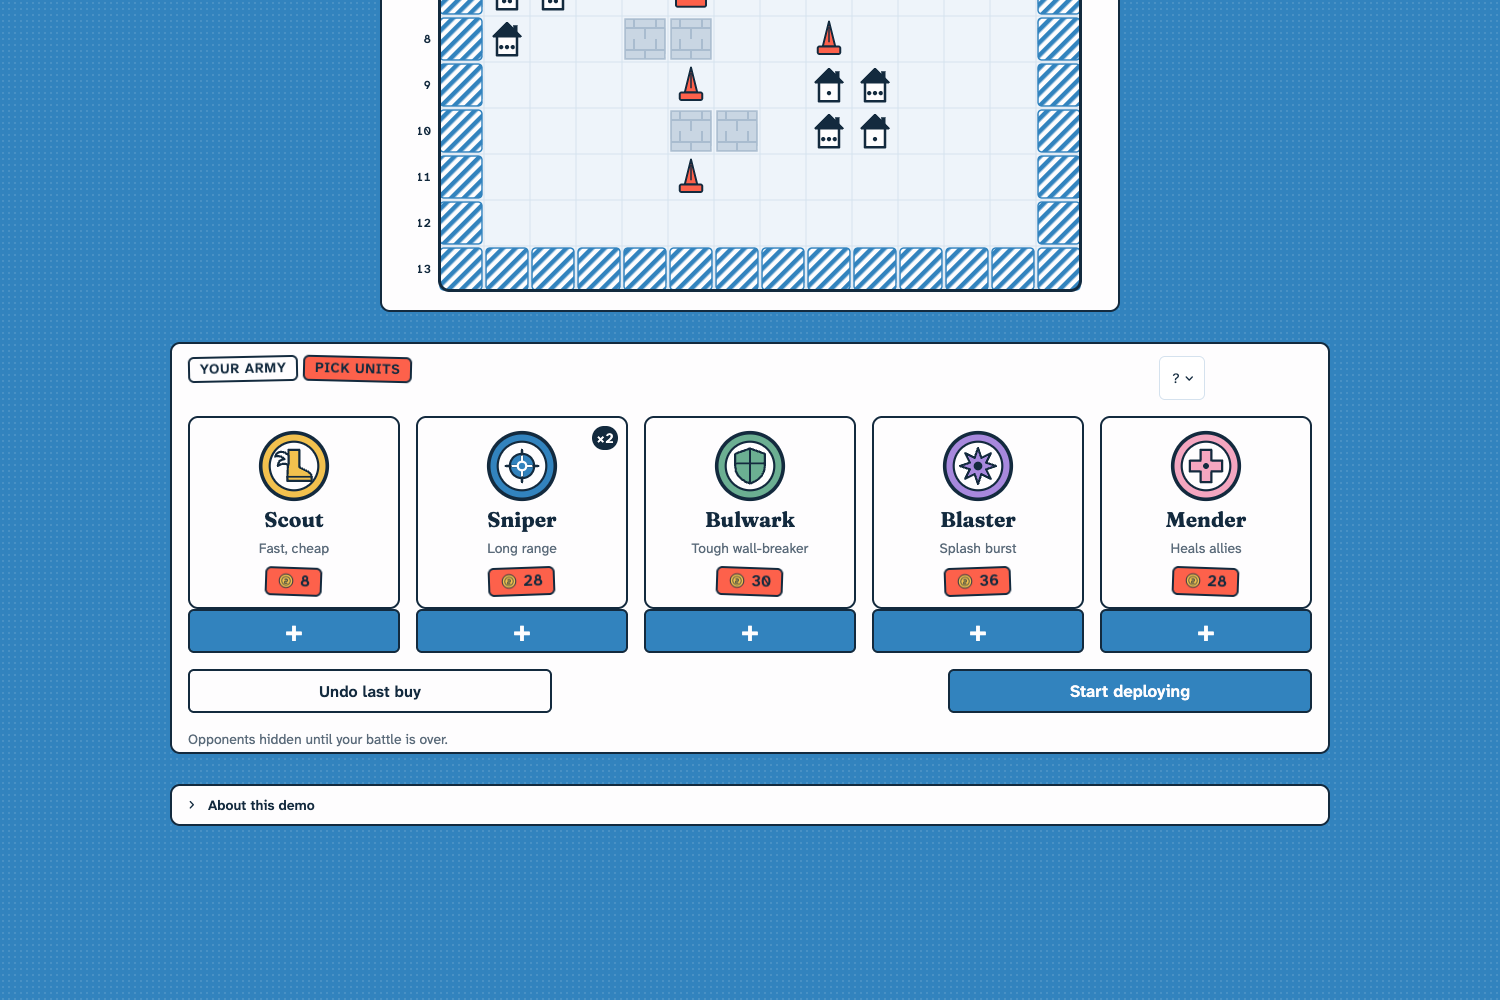 8
9
10
11
12
13
YOUR ARMY PICK UNITS
?
×2
Scout Sniper Bulwark Blaster Mender
Fast, cheap Long range Tough wall-breaker Splash burst Heals allies
8 28 30 36 28
+ + + + +
Undo last buy Start deploying
Opponents hidden until your battle is over.
About this demo